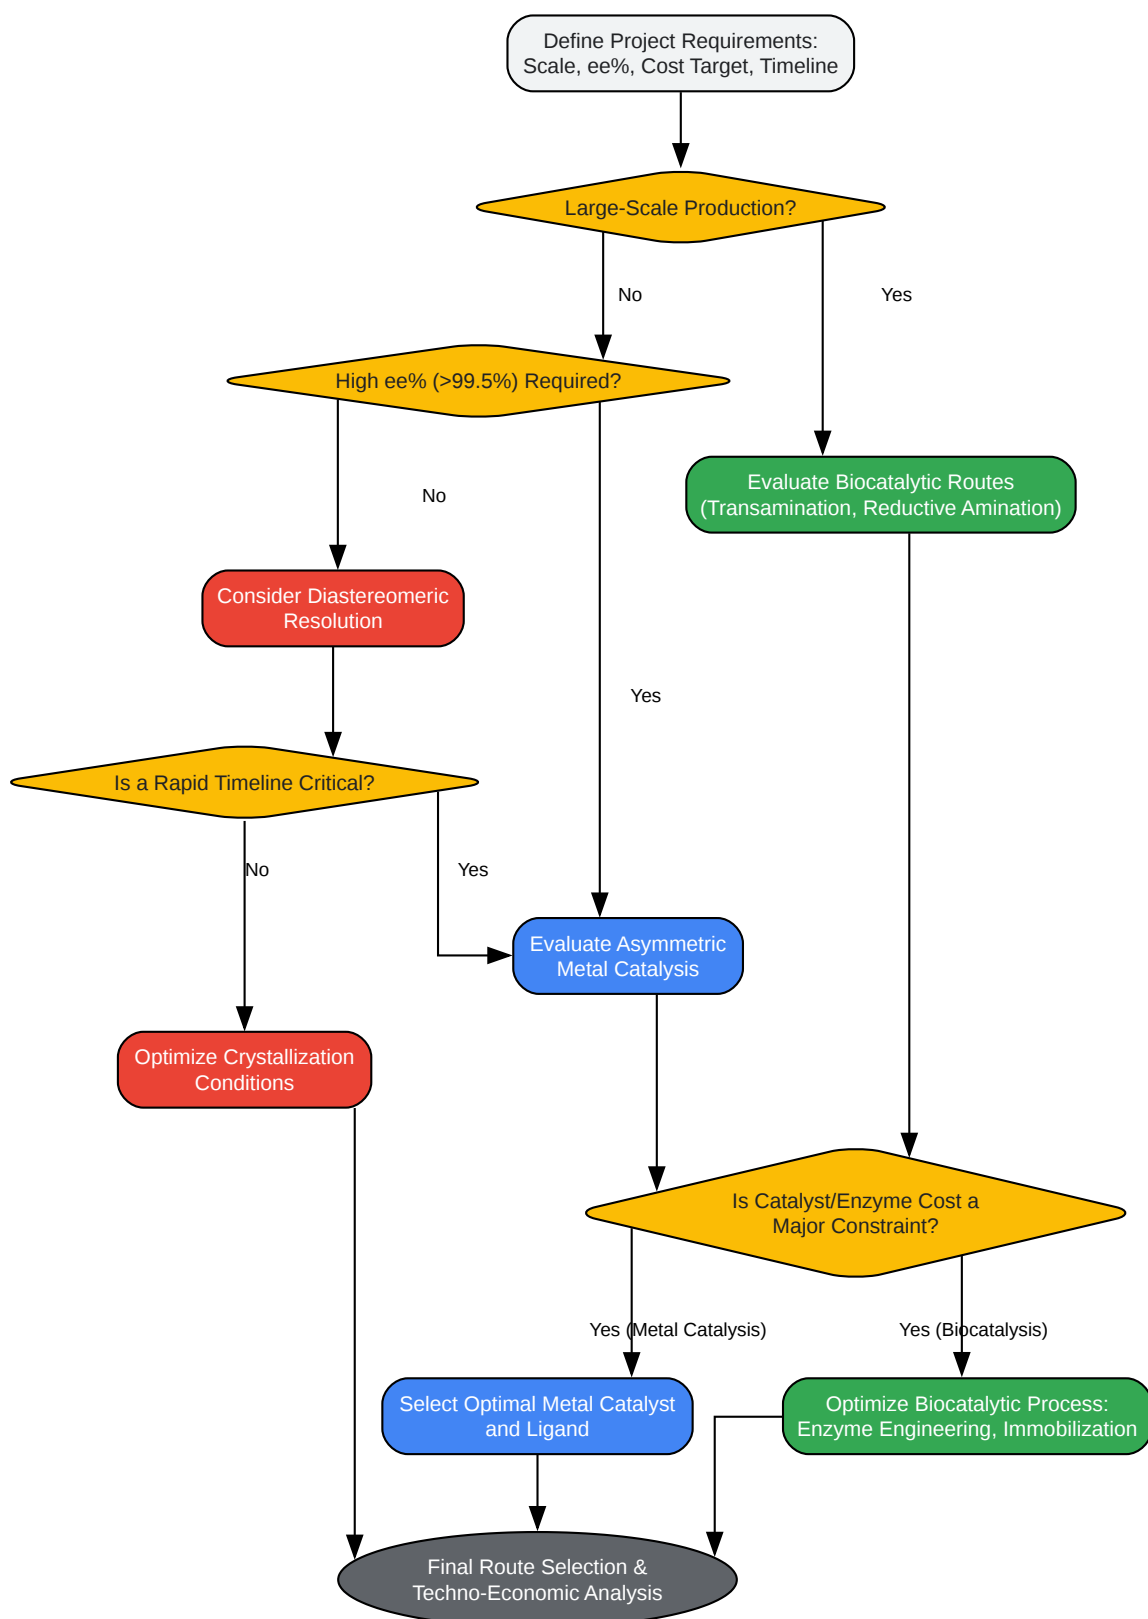 Define Project Requirements:
Scale, ee%, Cost Target, Timeline
Large-Scale Production?
No
Yes
High ee% (>99.5%) Required?
Evaluate Biocatalytic Routes
(Transamination, Reductive Amination)
No
Consider Diastereomeric
Resolution
Yes
Is a Rapid Timeline Critical?
No
Yes
Evaluate Asymmetric
Metal Catalysis
Optimize Crystallization
Conditions
Is Catalyst/Enzyme Cost a
Major Constraint?
Yes (Metal Catalysis)
Yes (Biocatalysis)
Select Optimal Metal Catalyst
and Ligand
Optimize Biocatalytic Process:
Enzyme Engineering, Immobilization
Final Route Selection &
Techno-Economic Analysis